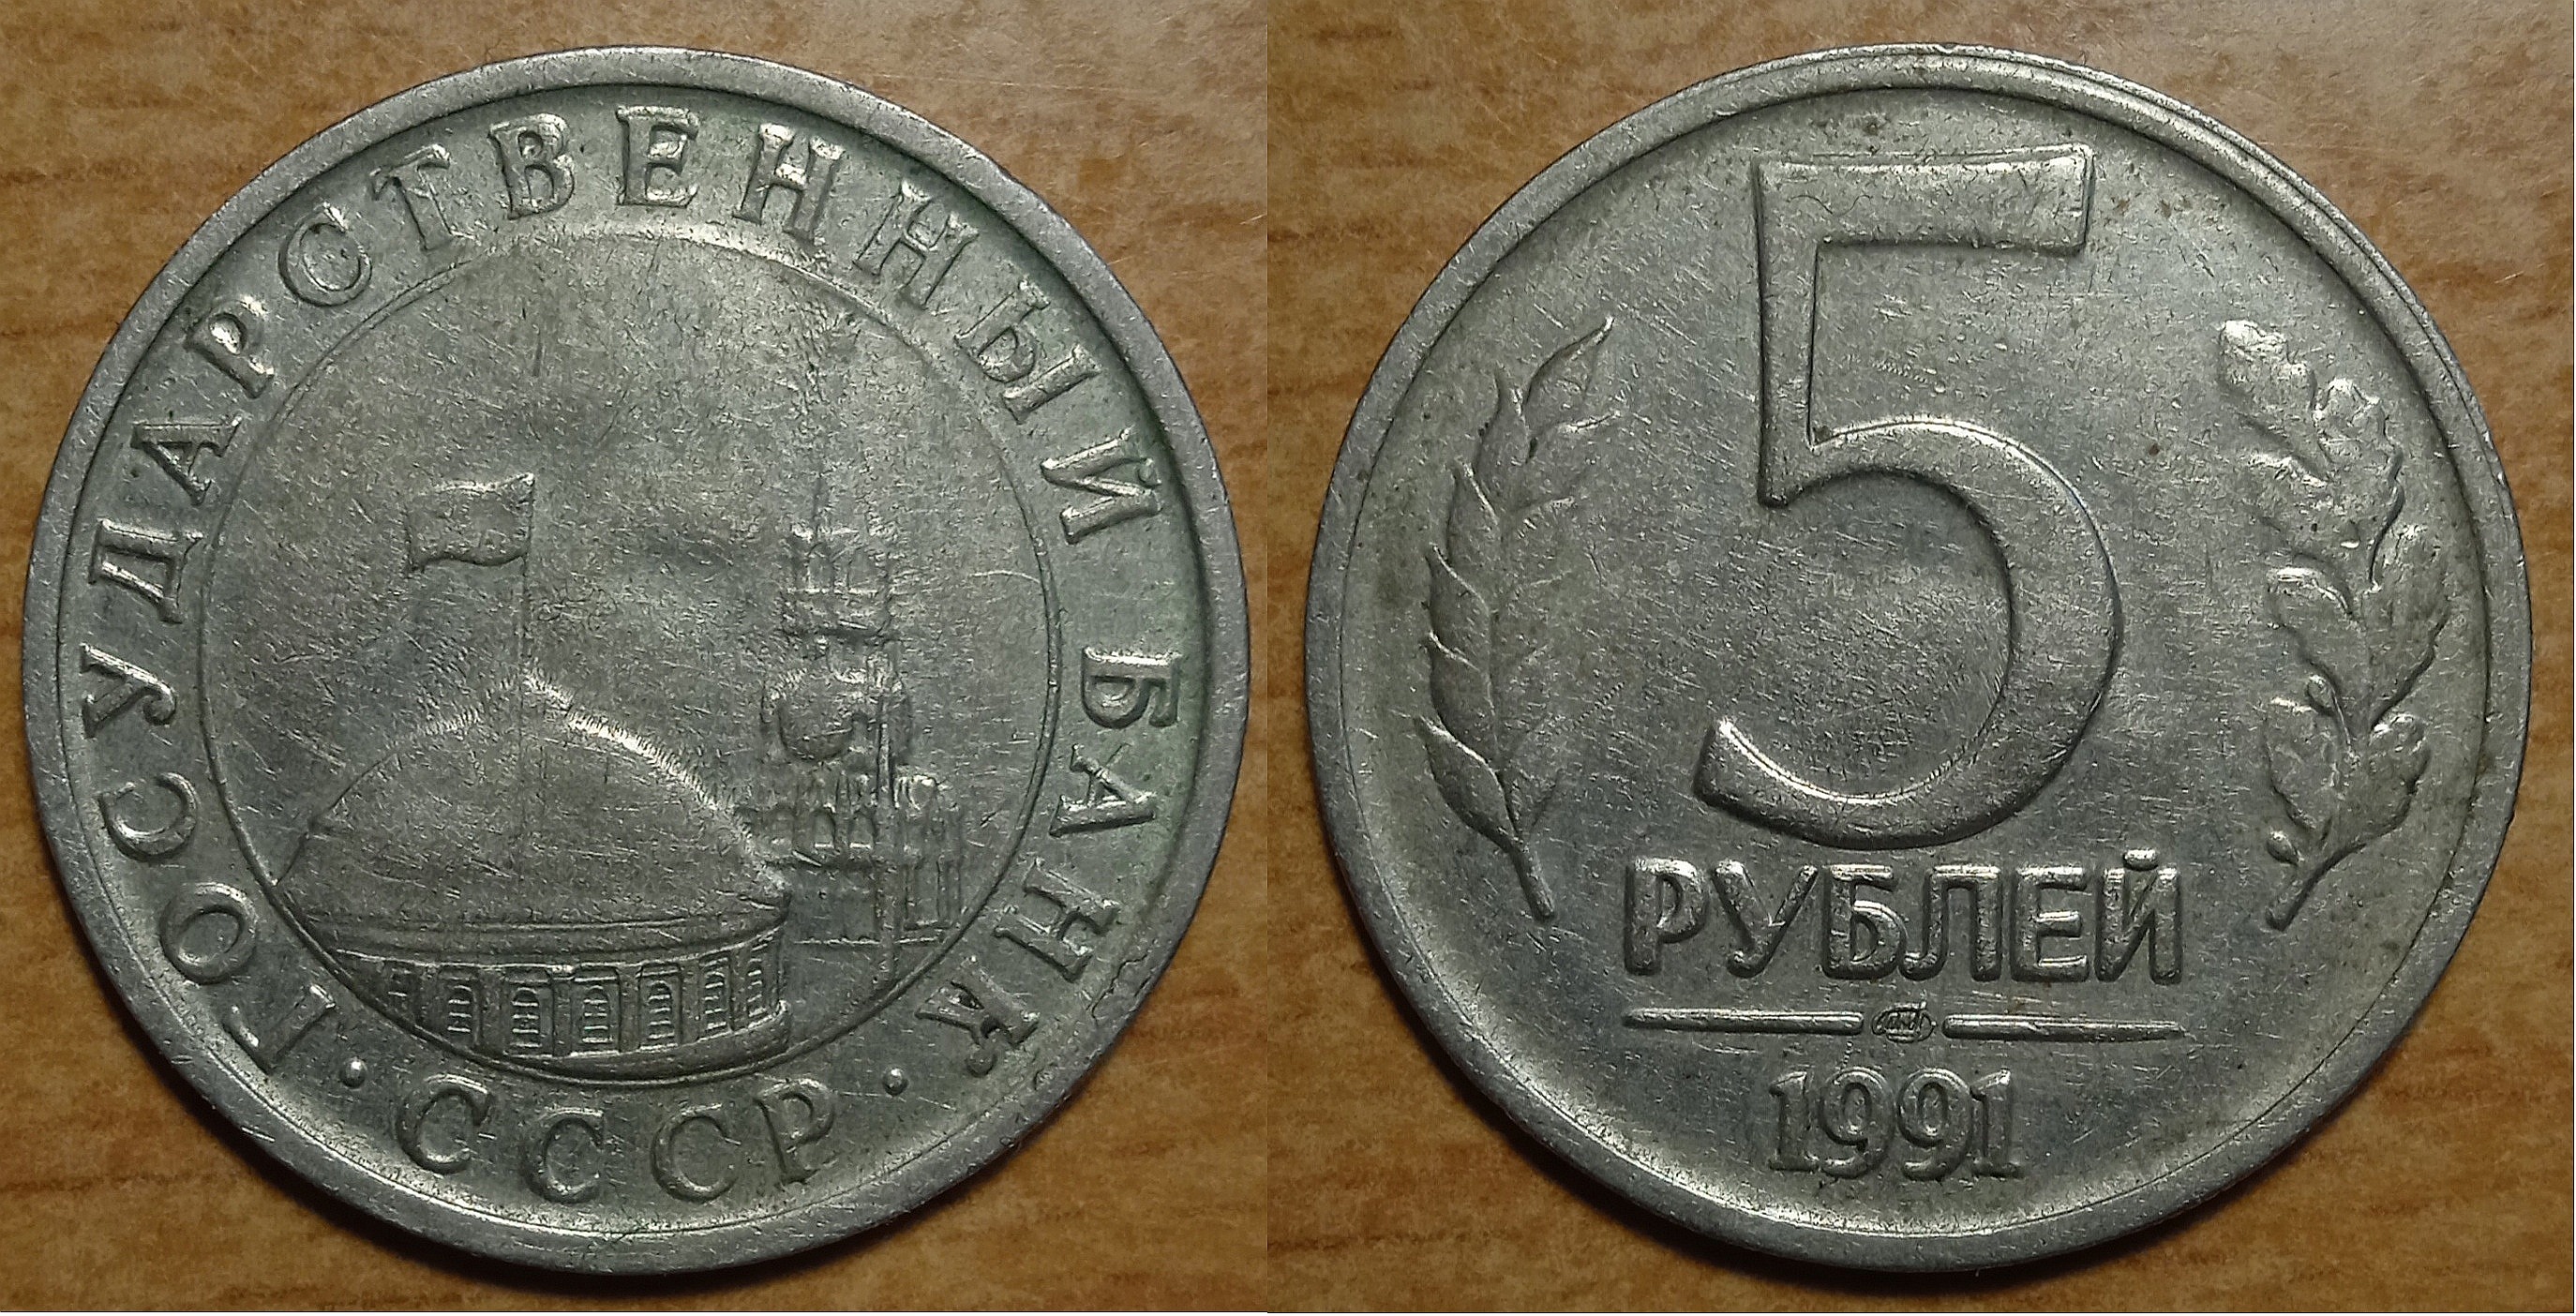 ГОСУДАРСТВЕННЫЙ БАНК
· СССР ·
5
РУБЛЕЙ
1991